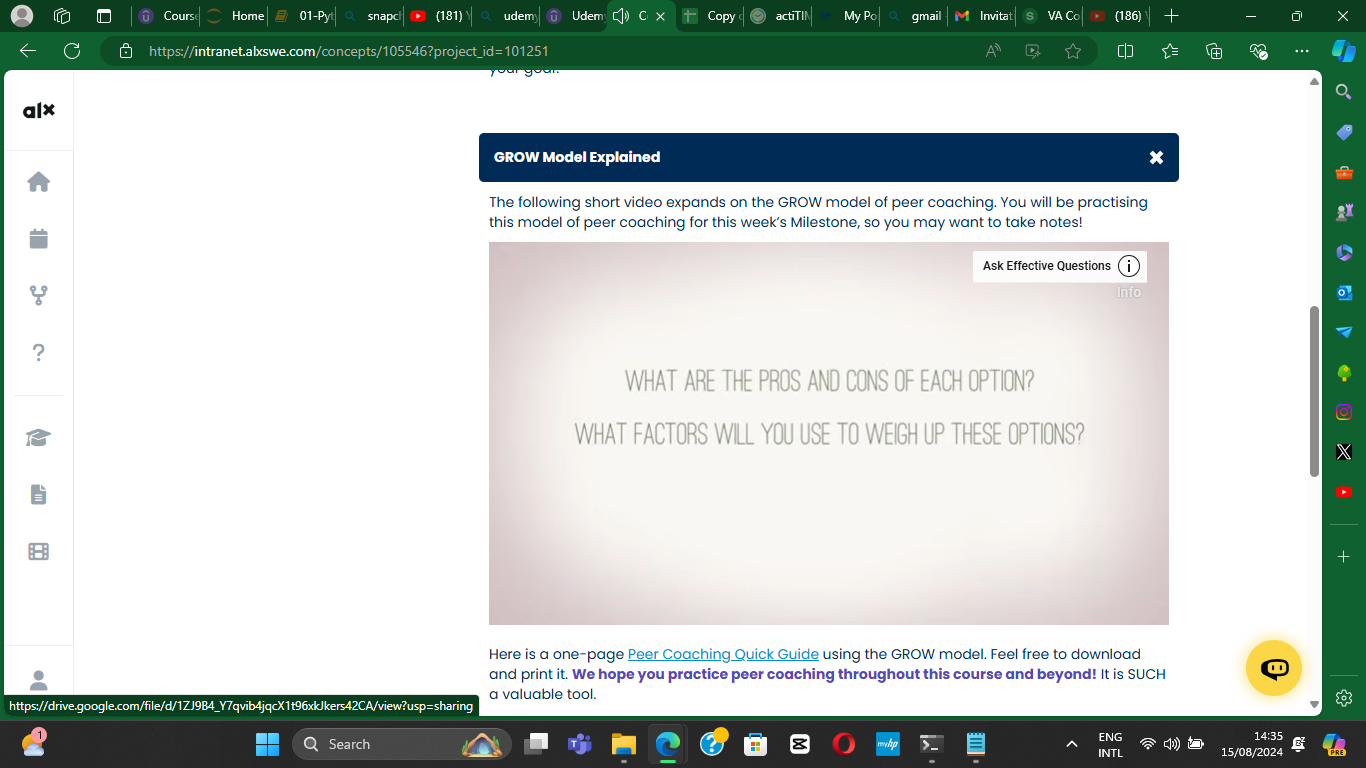 Course
Home
01-Pyt
snapch
(181) Y
udem
Udem
C
Copy o
actiTIM
My Po
gmail
Invitat
VA Co
(186) Y
https://intranet.alxswe.com/concepts/105546?project_id=101251
your goal.
alx
GROW Model Explained
The following short video expands on the GROW model of peer coaching. You will be practising
this model of peer coaching for this week's Milestone, so you may want to take notes!
Ask Effective Questions
Info
WHAT ARE THE PROS AND CONS OF EACH OPTION?
WHAT FACTORS WILL YOU USE TO WEIGH UP THESE OPTIONS?
Here is a one-page Peer Coaching Quick Guide using the GROW model. Feel free to download
and print it. We hope you practice peer coaching throughout this course and beyond! It is SUCH
a valuable tool.
https://drive.google.com/file/d/1ZJ9B4_Y7qvib4jqcX1t96xkJkers42CA/view?usp=sharing
1
Search
myhp
ENG
INTL
14:35
15/08/2024
PRE